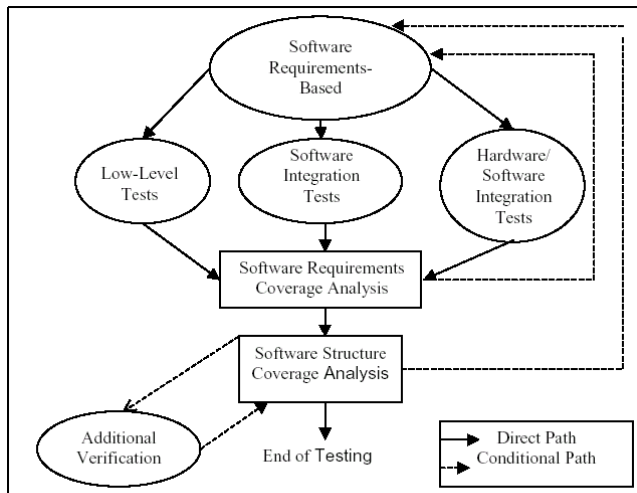 Software
Requirements-
Based
Low-Level
Tests
Software
Integration
Tests
Hardware/
Software
Integration
Tests
Software Requirements
Coverage Analysis
Software Structure
Coverage Analysis
Additional
Verification
End of Testing
Direct Path
Conditional Path